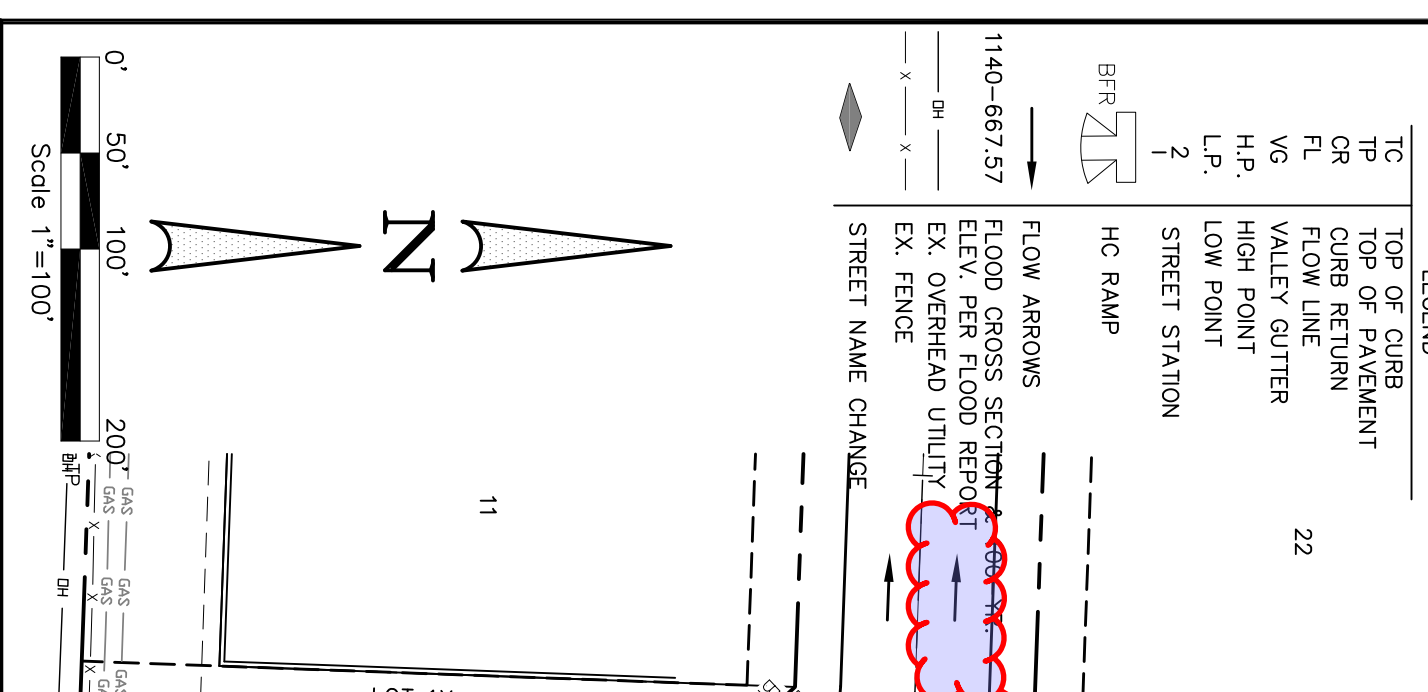 TC TOP OF CURB
TP TOP OF PAVEMENT
CR CURB RETURN
FL FLOW LINE
VG VALLEY GUTTER
H.P. HIGH POINT
L.P. LOW POINT
2 STREET STATION
1
BFR HC RAMP
FLOW ARROWS
1140-667.57 FLOOD CROSS SECTION &
ELEV. PER FLOOD REPORT
OH EX. OVERHEAD UTILITY
X X EX. FENCE
STREET NAME CHANGE
22
N
11
0' 50' 100' 200'
Scale 1"=100'
GAS GAS GAS
GAS GAS
X X X
TP
OH